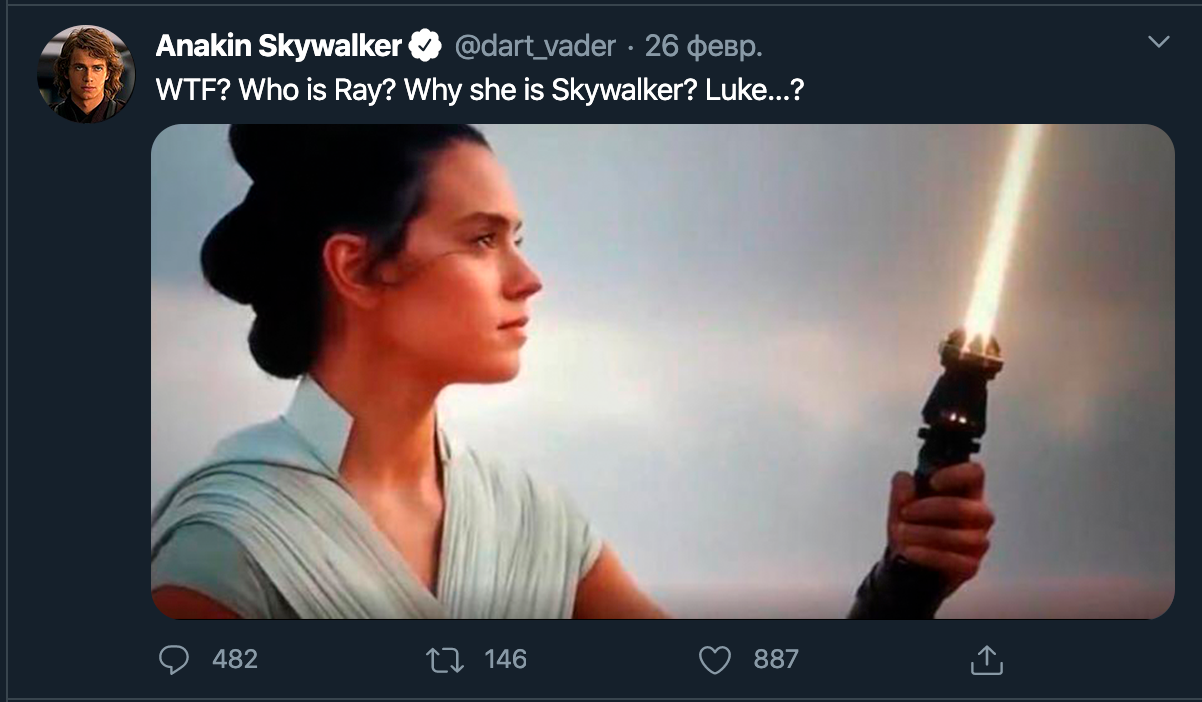 Anakin Skywalker @dart_vader · 26 февр.
WTF? Who is Ray? Why she is Skywalker? Luke...?
482 146 887